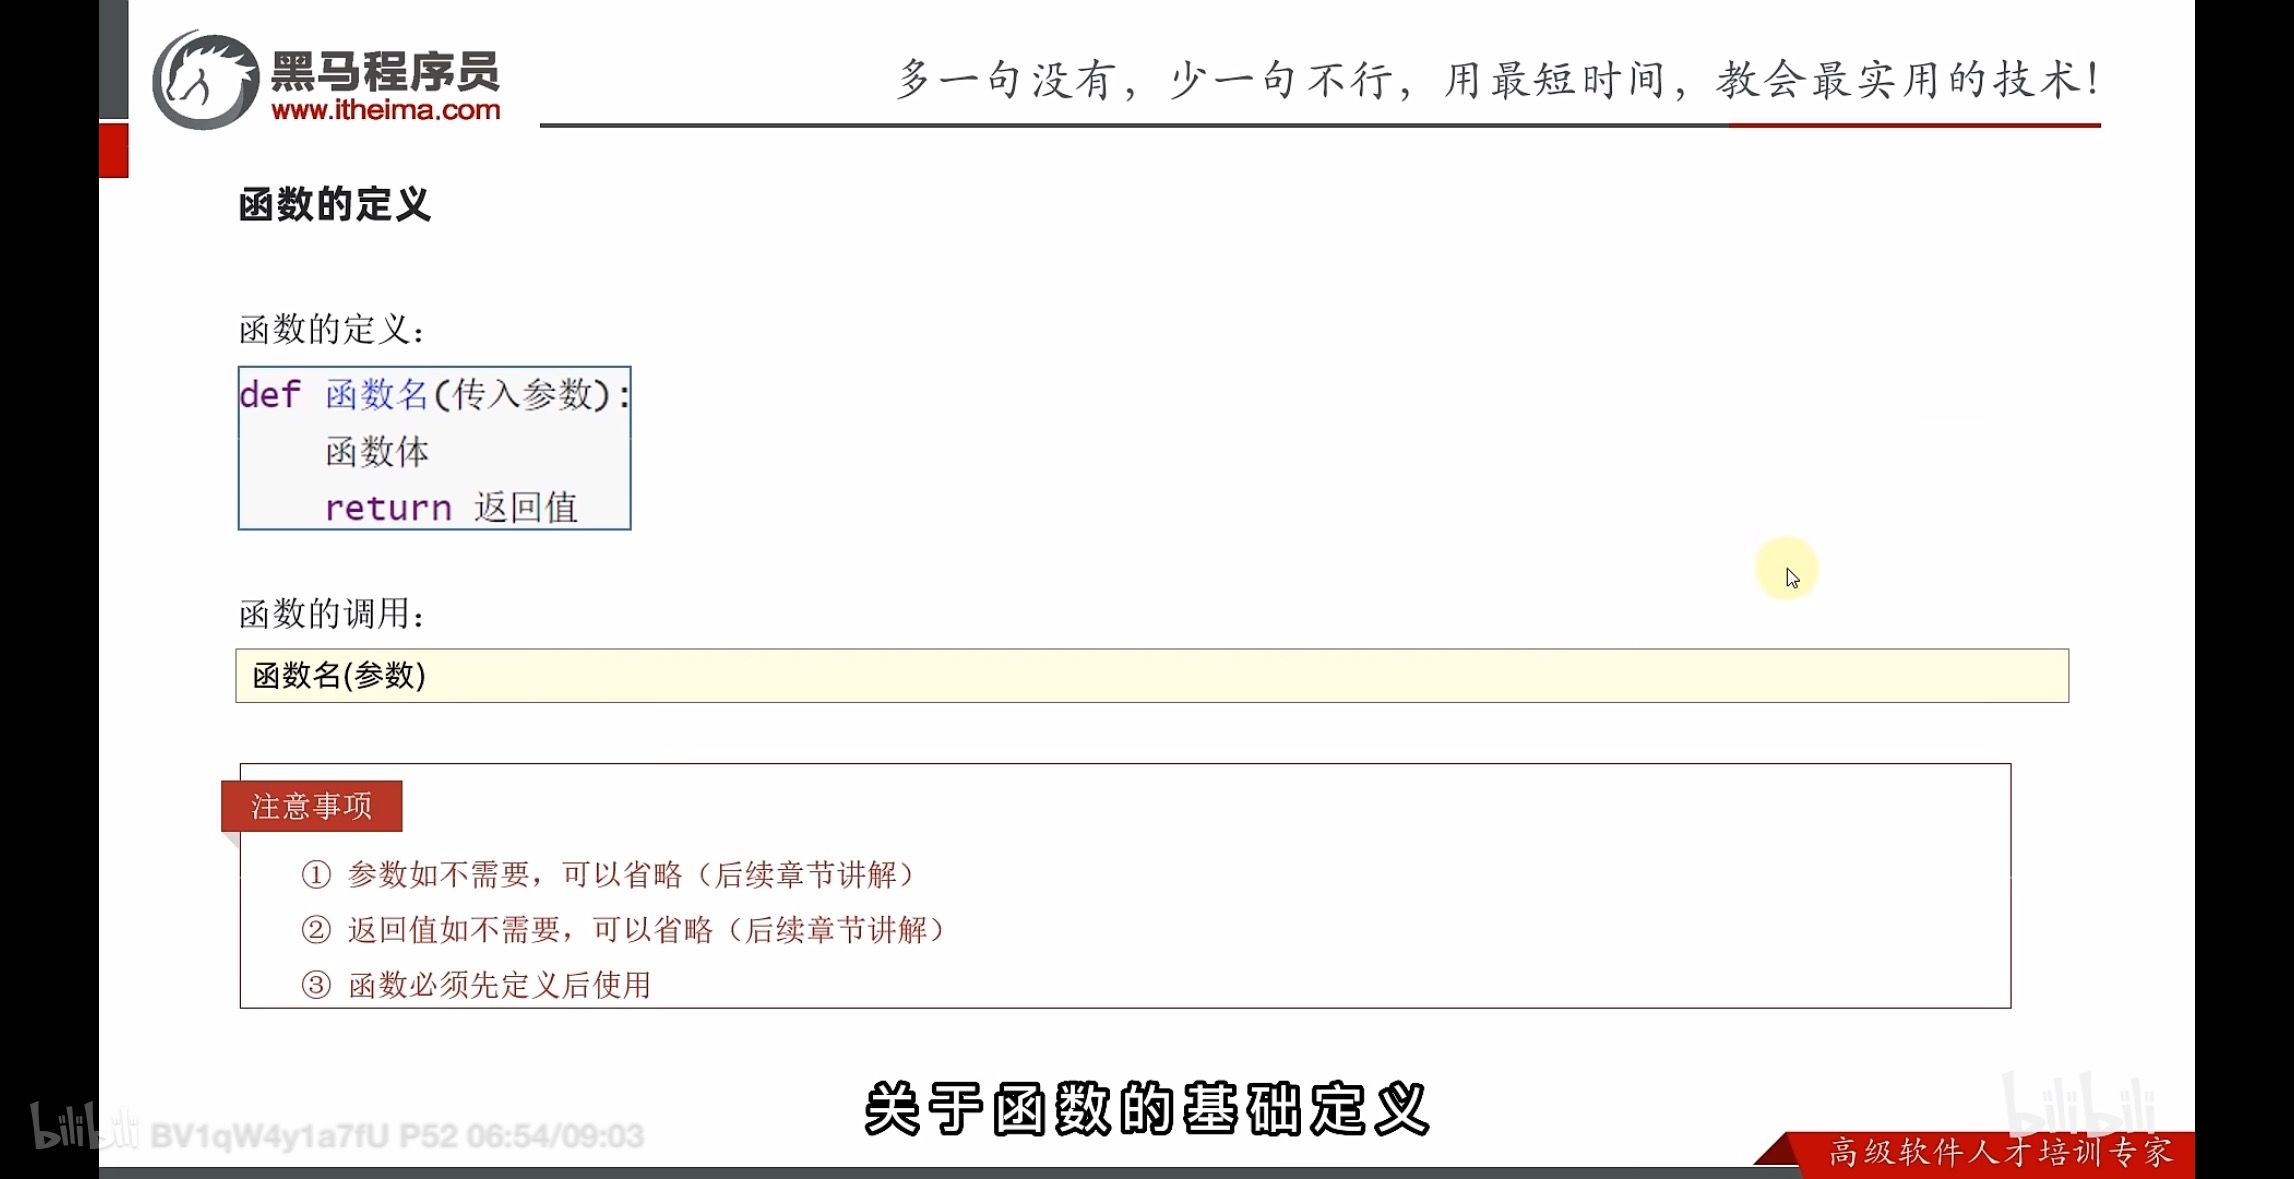 黑马程序员
www.itheima.com
多一句没有，少一句不行，用最短时间，教会最实用的技术！
函数的定义
函数的定义：
def 函数名(传入参数):
函数体
return 返回值
函数的调用：
函数名(参数)
注意事项
① 参数如不需要，可以省略（后续章节讲解）
② 返回值如不需要，可以省略（后续章节讲解）
③ 函数必须先定义后使用
关于函数的基础定义
bilibili BV1qW4y1a7fU P52 06:54/09:03
bilibili
高级软件人才培训专家